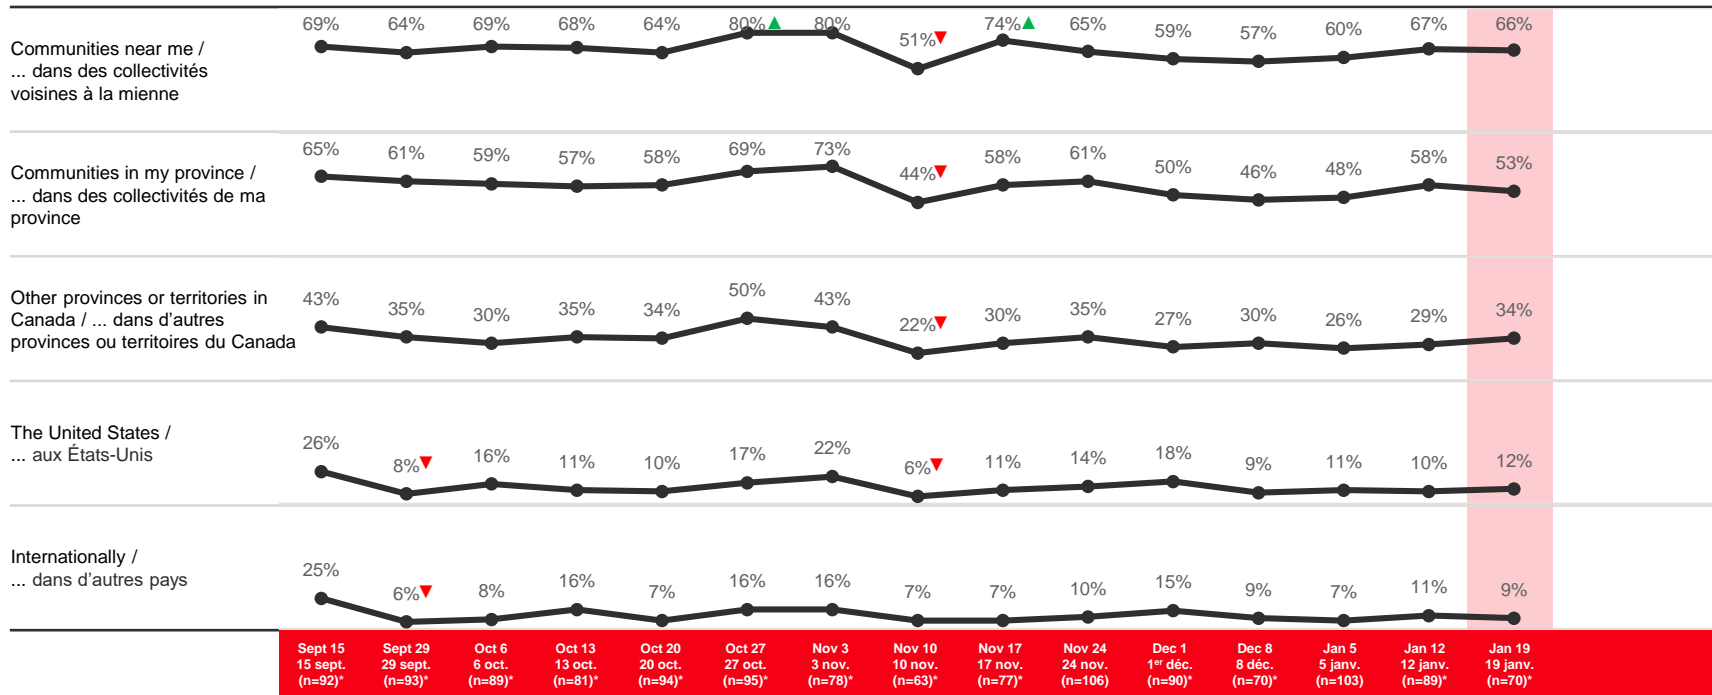 Communities near me /
... dans des collectivités
voisines à la mienne
69% 64% 69% 68% 64% 80%▲ 80% 51%▼ 74%▲ 65% 59% 57% 60% 67% 66%
Communities in my province /
... dans des collectivités de ma
province
65% 61% 59% 57% 58% 69% 73% 44%▼ 58% 61% 50% 46% 48% 58% 53%
Other provinces or territories in
Canada / ... dans d'autres
provinces ou territoires du Canada
43% 35% 30% 35% 34% 50% 43% 22%▼ 30% 35% 27% 30% 26% 29% 34%
The United States /
... aux États-Unis
26% 8%▼ 16% 11% 10% 17% 22% 6%▼ 11% 14% 18% 9% 11% 10% 12%
Internationally /
... dans d'autres pays
25% 6%▼ 8% 16% 7% 16% 16% 7% 7% 10% 15% 9% 7% 11% 9%
Sept 15 Sept 29 Oct 6 Oct 13 Oct 20 Oct 27 Nov 3 Nov 10 Nov 17 Nov 24 Dec 1 Dec 8 Jan 5 Jan 12 Jan 19
15 sept. 29 sept. 6 oct. 13 oct. 20 oct. 27 oct. 3 nov. 10 nov. 17 nov. 24 nov. 1er déc. 8 déc. 5 janv. 12 janv. 19 janv.
(n=92)* (n=93)* (n=89)* (n=81)* (n=94)* (n=95)* (n=78)* (n=63)* (n=77)* (n=106) (n=90)* (n=70)* (n=103) (n=89)* (n=70)*